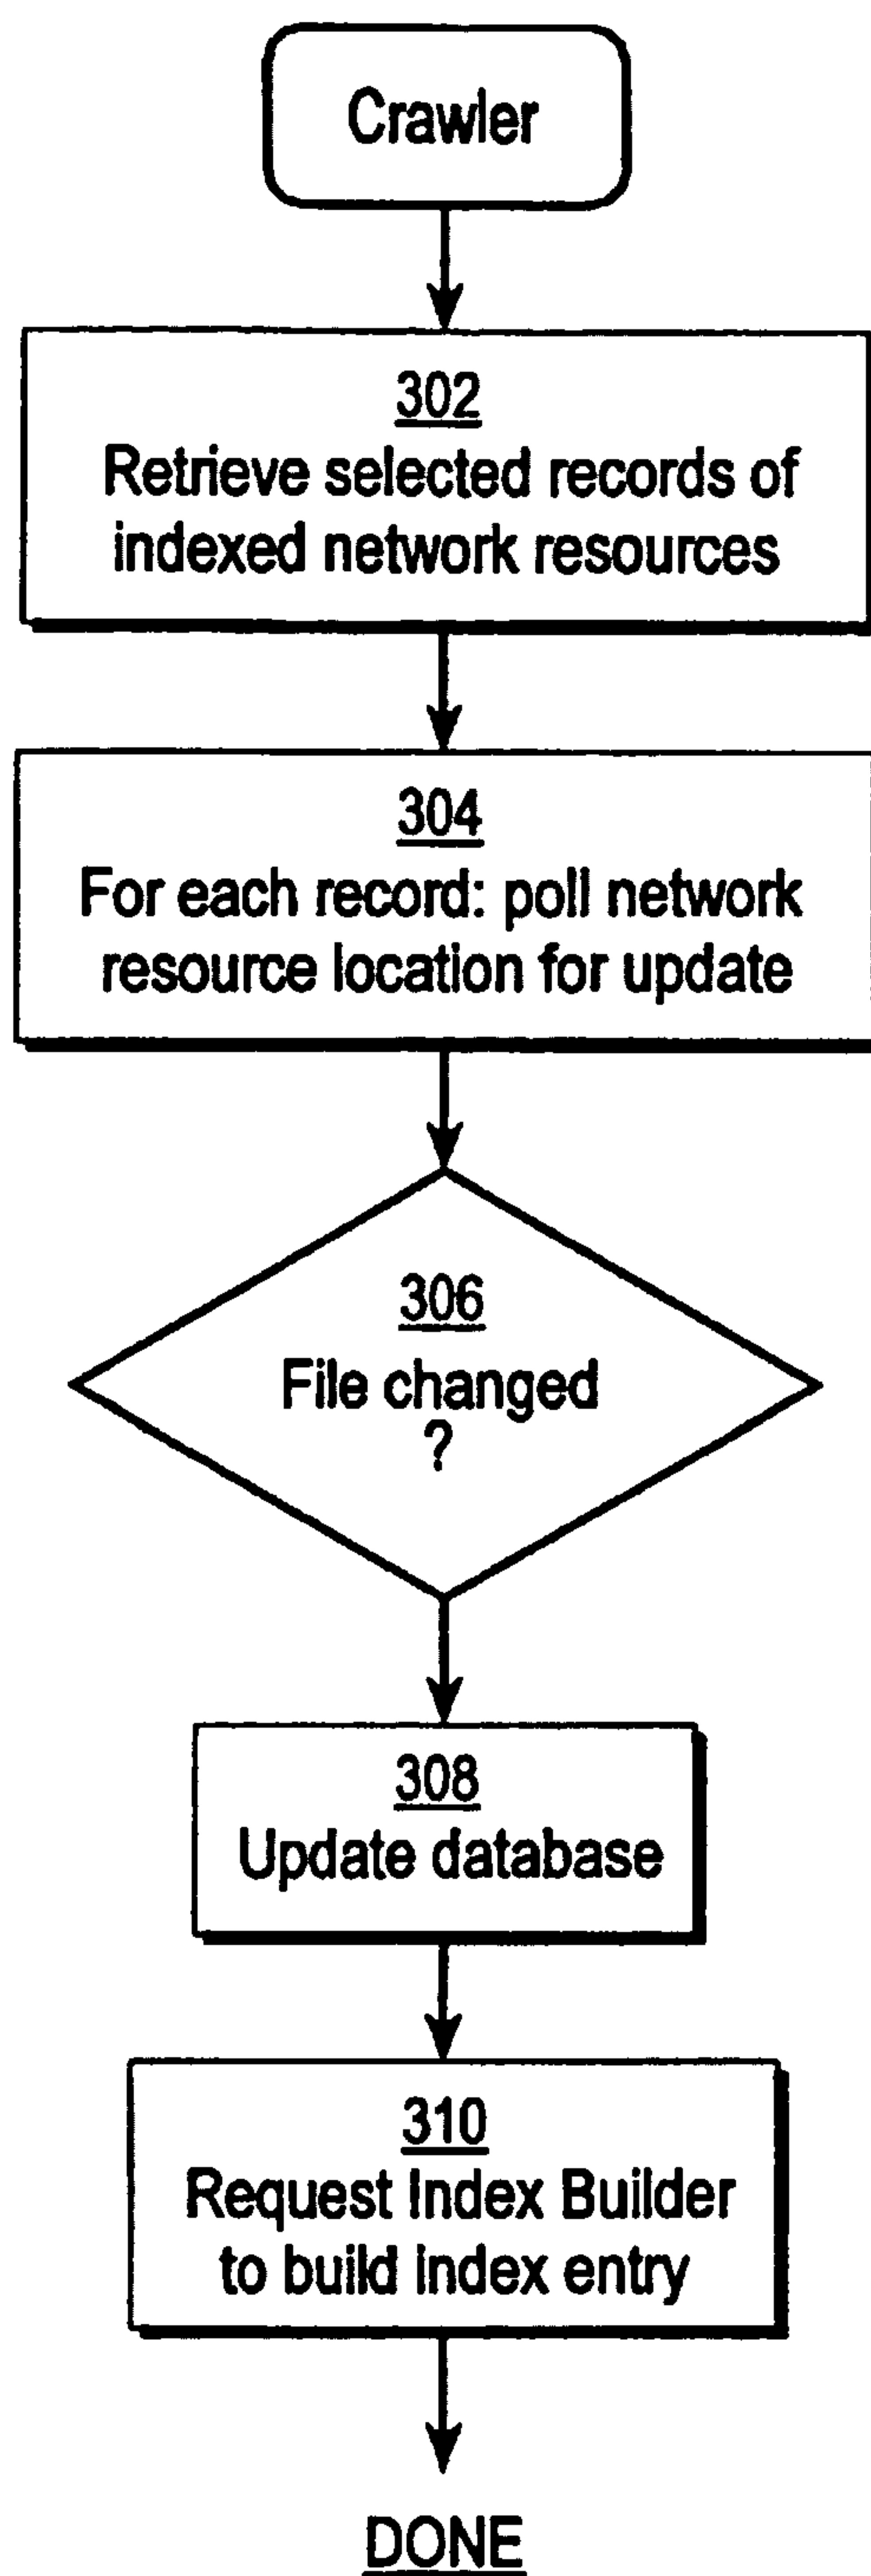 Crawler
302
Retrieve selected records of
indexed network resources
304
For each record: poll network
resource location for update
306
File changed
?
308
Update database
310
Request Index Builder
to build index entry
DONE